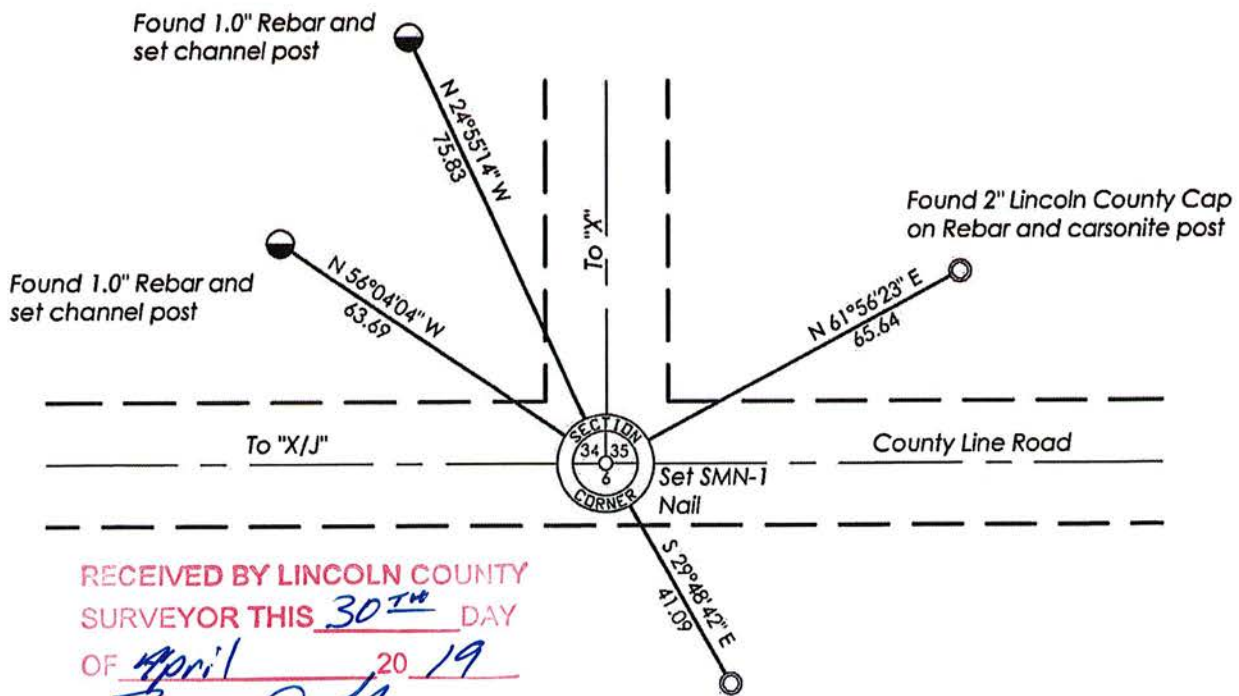 Found 1.0" Rebar and
set channel post
N 24°55'14" W
75.83
To "X"
Found 2" Lincoln County Cap
on Rebar and carsonite post
Found 1.0" Rebar and
set channel post
N 56°04'04" W
63.69
N 61°56'23" E
65.64
To "X/J"
SECTION
34 35
6
CORNER
County Line Road
Set SMN-1
Nail
S 29°48'42" E
41.09
RECEIVED BY LINCOLN COUNTY
SURVEYOR THIS 30TH DAY
OF April 20 19